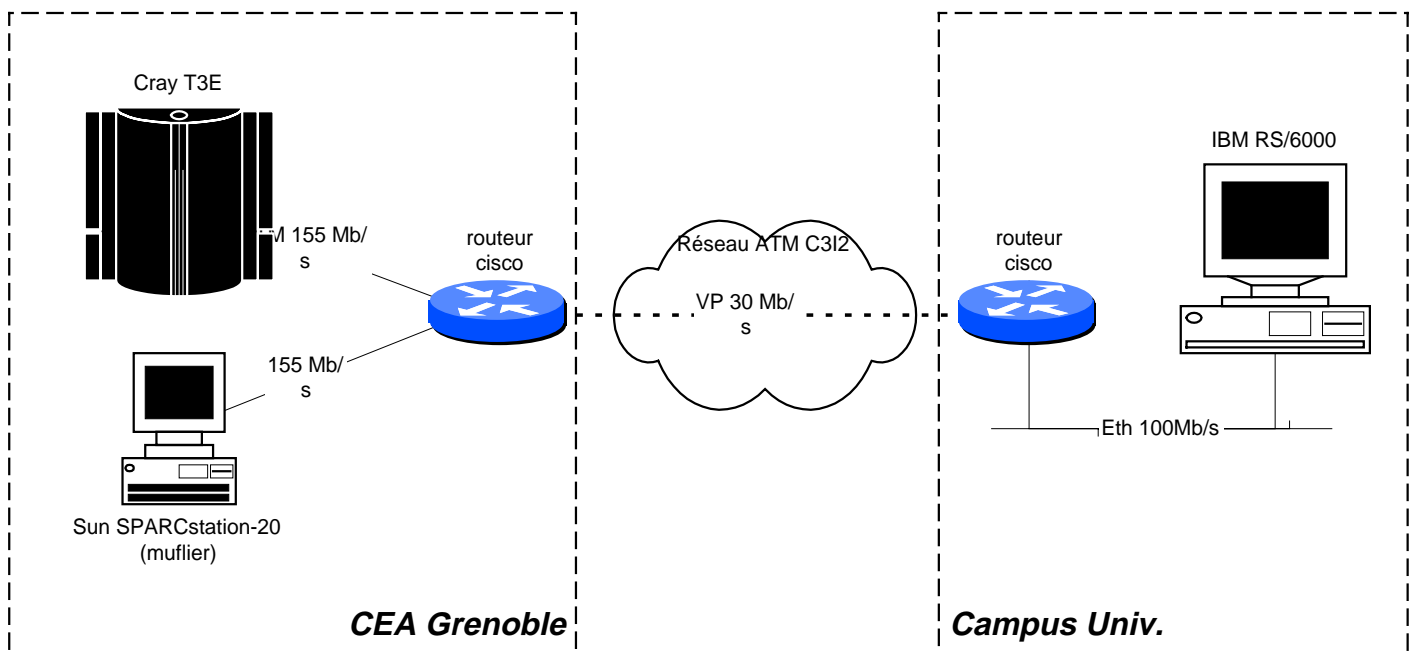 Cray T3E
IBM RS/6000
M 155 Mb/
s
routeur
cisco
Réseau ATM C3I2
routeur
cisco
VP 30 Mb/
s
155 Mb/
s
Eth 100Mb/s
Sun SPARCstation-20
(muflier)
CEA Grenoble
Campus Univ.